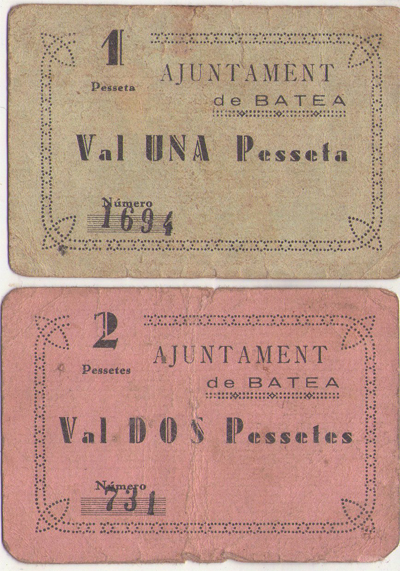 1
Pesseta
AJUNTAMENT
de BATEA
Val UNA Pesseta
Número
1694
2
Pessetes
AJUNTAMENT
de BATEA
Val DOS Pessetes
Número
731